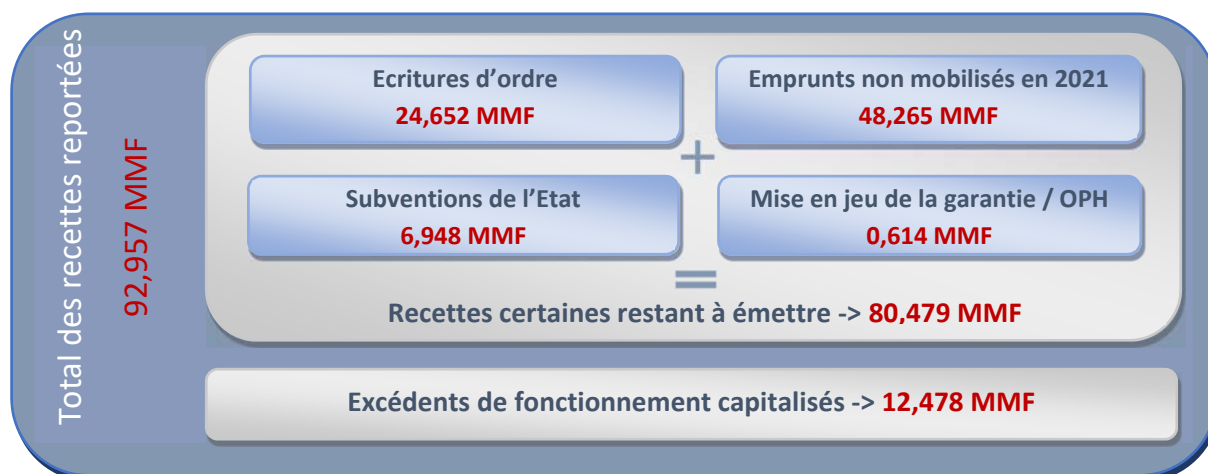 Total des recettes reportées
92,957 MMF
Ecritures d’ordre
24,652 MMF
Emprunts non mobilisés en 2021
48,265 MMF
+
Subventions de l’Etat
6,948 MMF
Mise en jeu de la garantie / OPH
0,614 MMF
=
Recettes certaines restant à émettre -> 80,479 MMF
Excédents de fonctionnement capitalisés -> 12,478 MMF